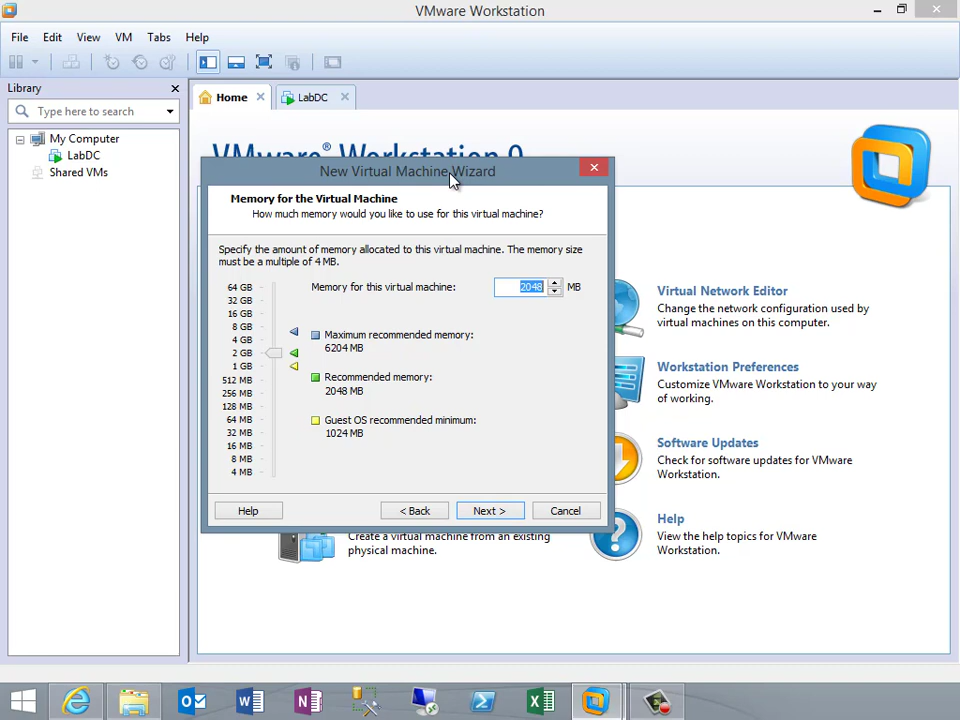 VMware Workstation
File Edit View VM Tabs Help
Library
Home
LabDC
Type here to search
My Computer
LabDC
Shared VMs
VMware® Workstation 9
New Virtual Machine Wizard
Memory for the Virtual Machine
How much memory would you like to use for this virtual machine?
Specify the amount of memory allocated to this virtual machine. The memory size
must be a multiple of 4 MB.
64 GB
32 GB
16 GB
8 GB
4 GB
2 GB
1 GB
512 MB
256 MB
128 MB
64 MB
32 MB
16 MB
8 MB
4 MB
Memory for this virtual machine: 2048 MB
Maximum recommended memory:
6204 MB
Recommended memory:
2048 MB
Guest OS recommended minimum:
1024 MB
Help
< Back
Next >
Cancel
Create a virtual machine from an existing
physical machine.
Virtual Network Editor
Change the network configuration used by
virtual machines on this computer.
Workstation Preferences
Customize VMware Workstation to your way
of working.
Software Updates
Check for software updates for VMware
Workstation.
Help
View the help topics for VMware
Workstation.